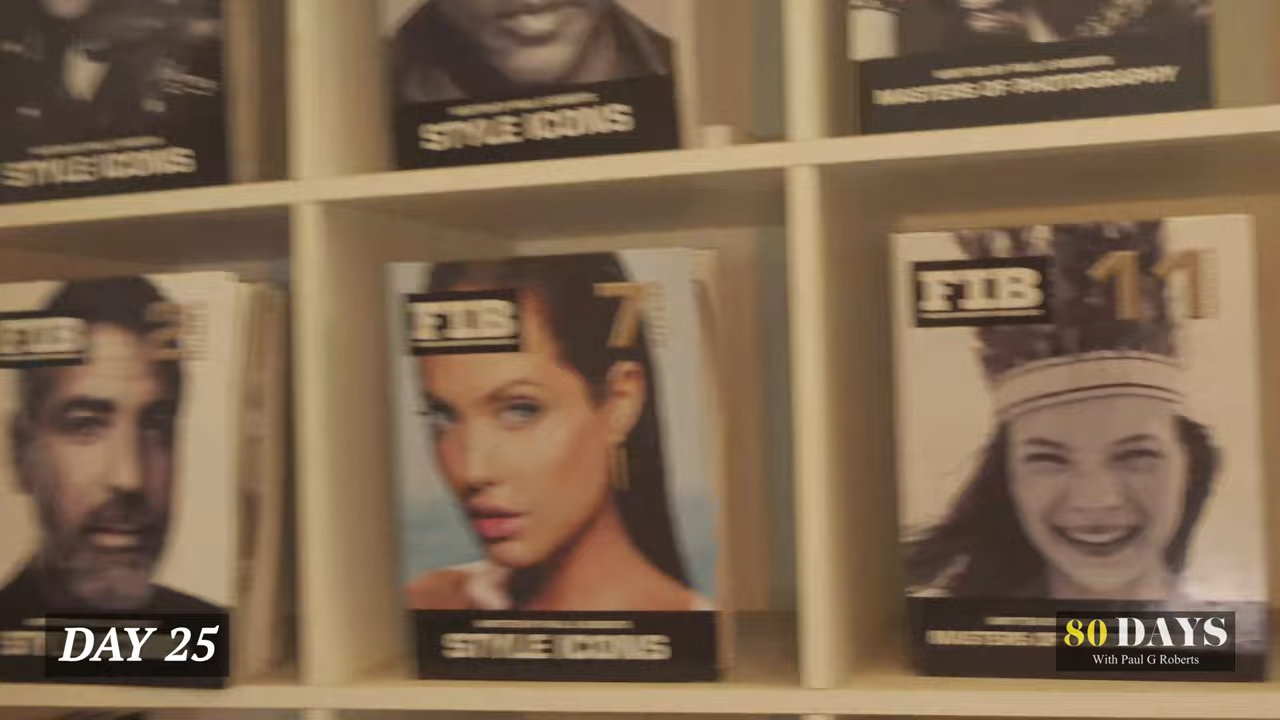 STYLE ICONS
STYLE ICONS
MASTERS OF PHOTOGRAPHY
FIB
FIB 7
FIB 11
STYLE ICONS
MASTERS
DAY 25
80 DAYS
With Paul G Roberts